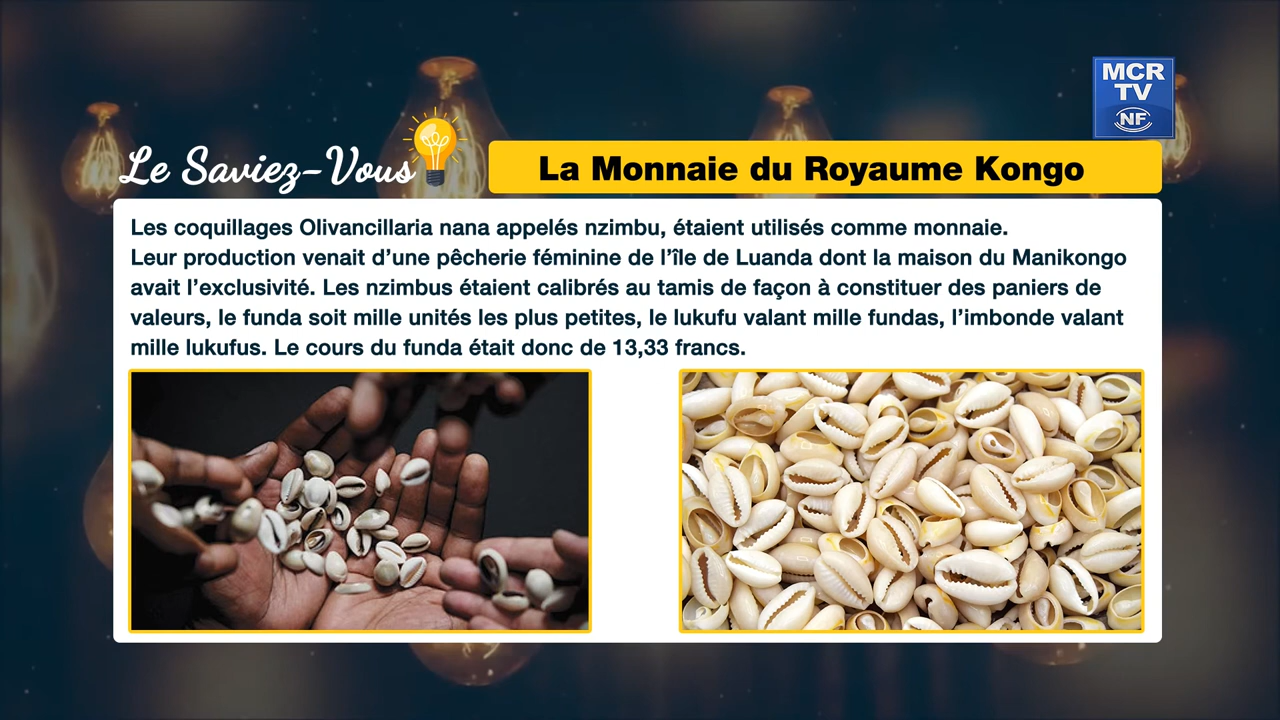 MCR
TV
NF
Le Saviez-Vous
La Monnaie du Royaume Kongo
Les coquillages Olivancillaria nana appelés nzimbu, étaient utilisés comme monnaie.
Leur production venait d’une pêcherie féminine de l’île de Luanda dont la maison du Manikongo
avait l’exclusivité. Les nzimbus étaient calibrés au tamis de façon à constituer des paniers de
valeurs, le funda soit mille unités les plus petites, le lukufu valant mille fundas, l’imbonde valant
mille lukufus. Le cours du funda était donc de 13,33 francs.